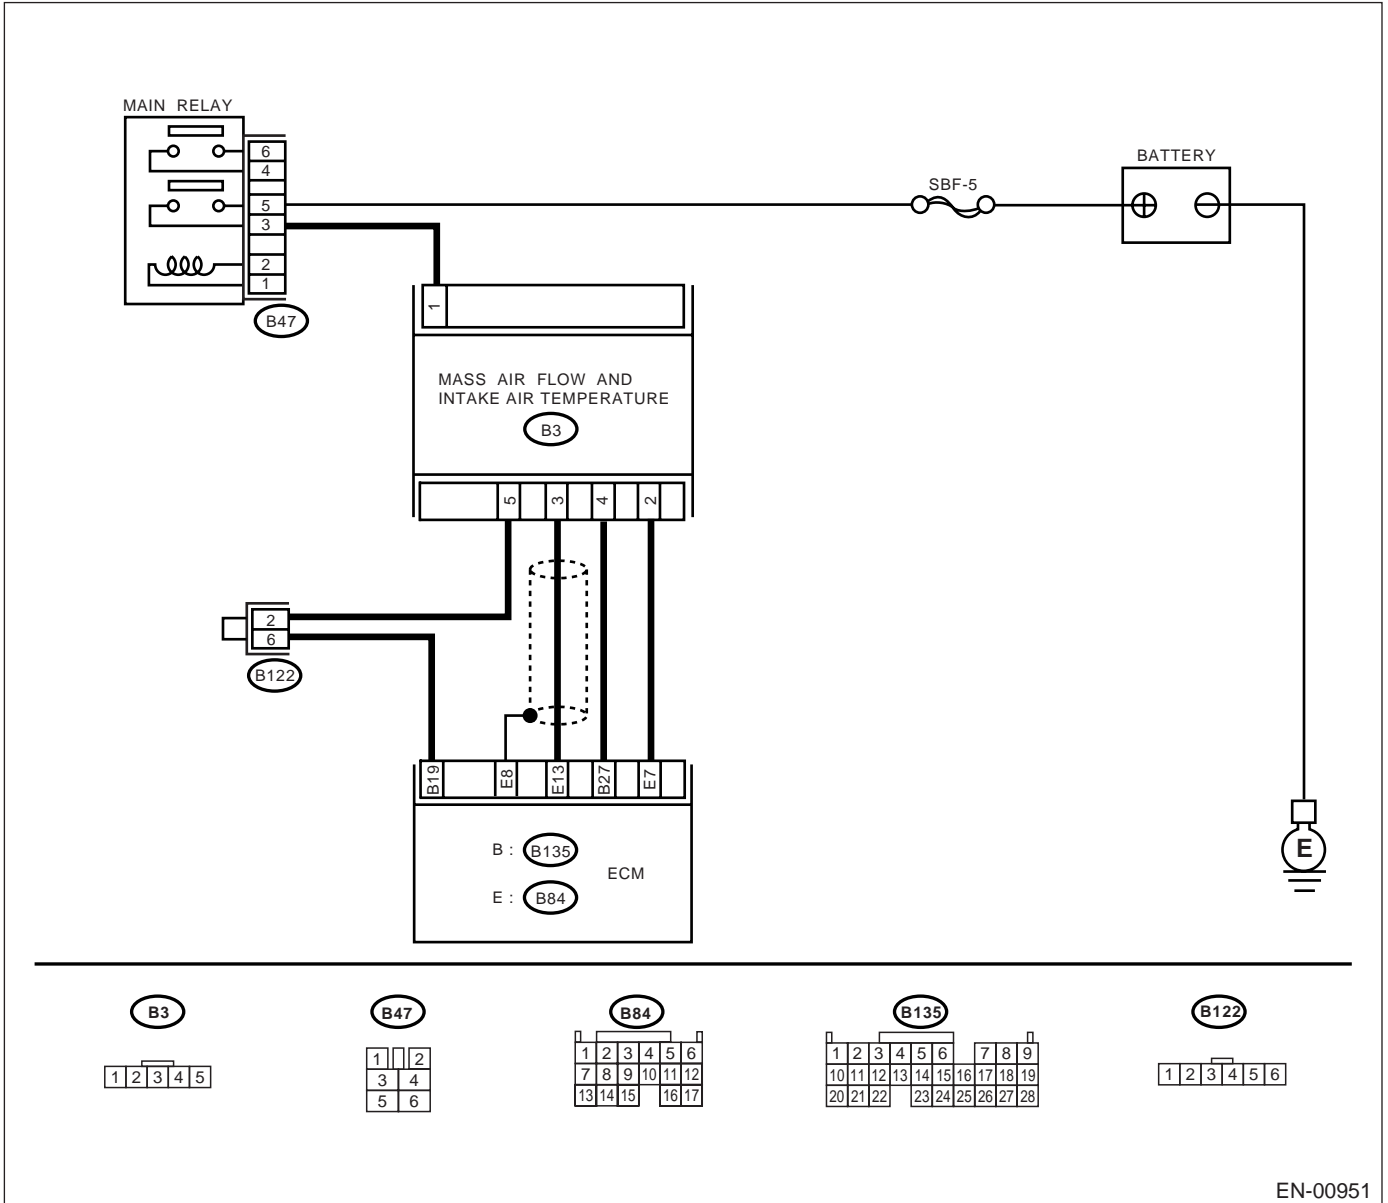 MAIN RELAY
6
4
5
3
2
1
B47
SBF-5
BATTERY
1
MASS AIR FLOW AND
INTAKE AIR TEMPERATURE
B3
5 3 4 2
2
6
B122
B19 E8 E13 B27 E7
B : B135
ECM
E : B84
E
B3 B47 B84 B135 B122
1 2 3 4 5
1 2
3 4
5 6
1 2 3 4 5 6
7 8 9 10 11 12
13 14 15 16 17
1 2 3 4 5 6 7 8 9
10 11 12 13 14 15 16 17 18 19
20 21 22 23 24 25 26 27 28
1 2 3 4 5 6
EN-00951